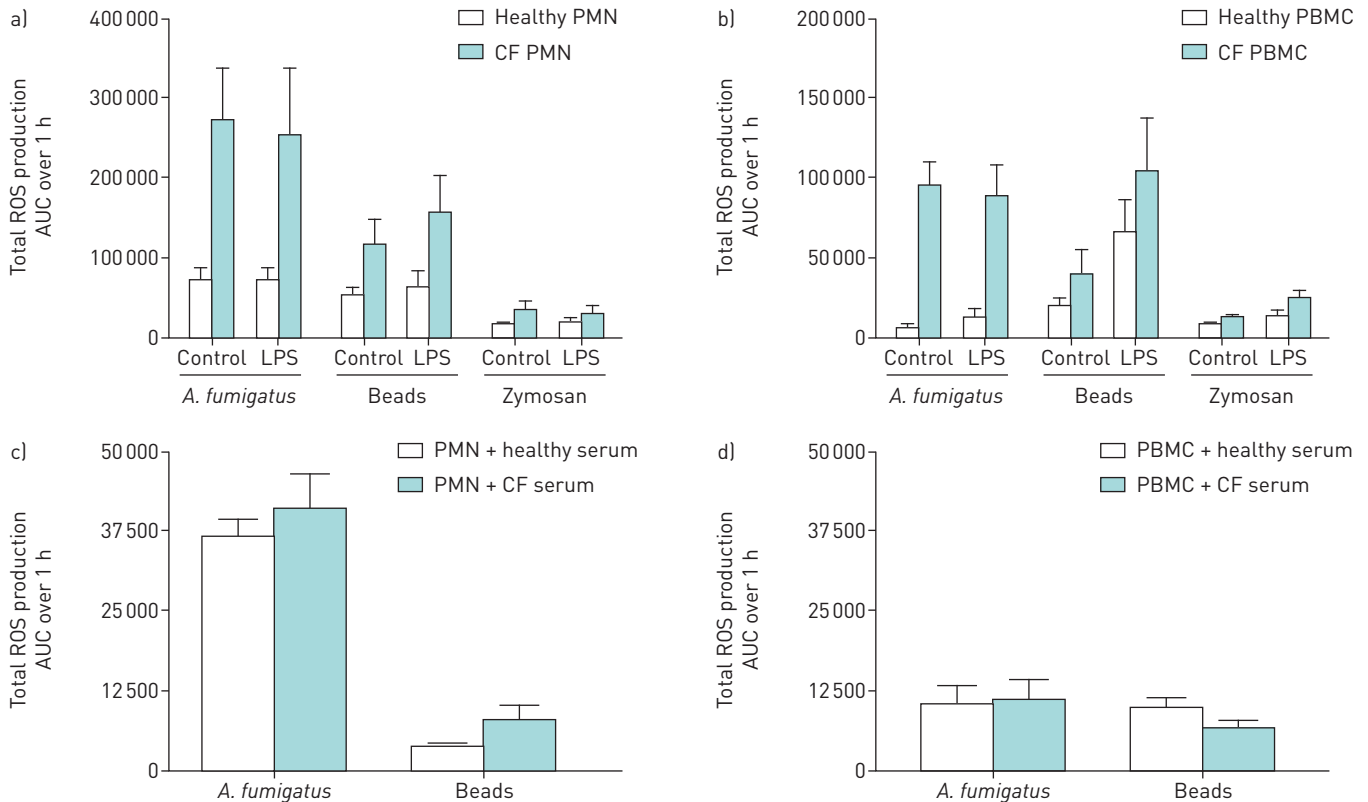 a)
Total ROS production
AUC over 1 h
400 000
300 000
200 000
100 000
0
Healthy PMN
CF PMN
Control LPS Control LPS Control LPS
A. fumigatus Beads Zymosan
b)
Total ROS production
AUC over 1 h
200 000
150 000
100 000
50 000
0
Healthy PBMC
CF PBMC
Control LPS Control LPS Control LPS
A. fumigatus Beads Zymosan
c)
Total ROS production
AUC over 1 h
50 000
37 500
25 000
12 500
0
PMN + healthy serum
PMN + CF serum
A. fumigatus Beads
d)
Total ROS production
AUC over 1 h
50 000
37 500
25 000
12 500
0
PBMC + healthy serum
PBMC + CF serum
A. fumigatus Beads